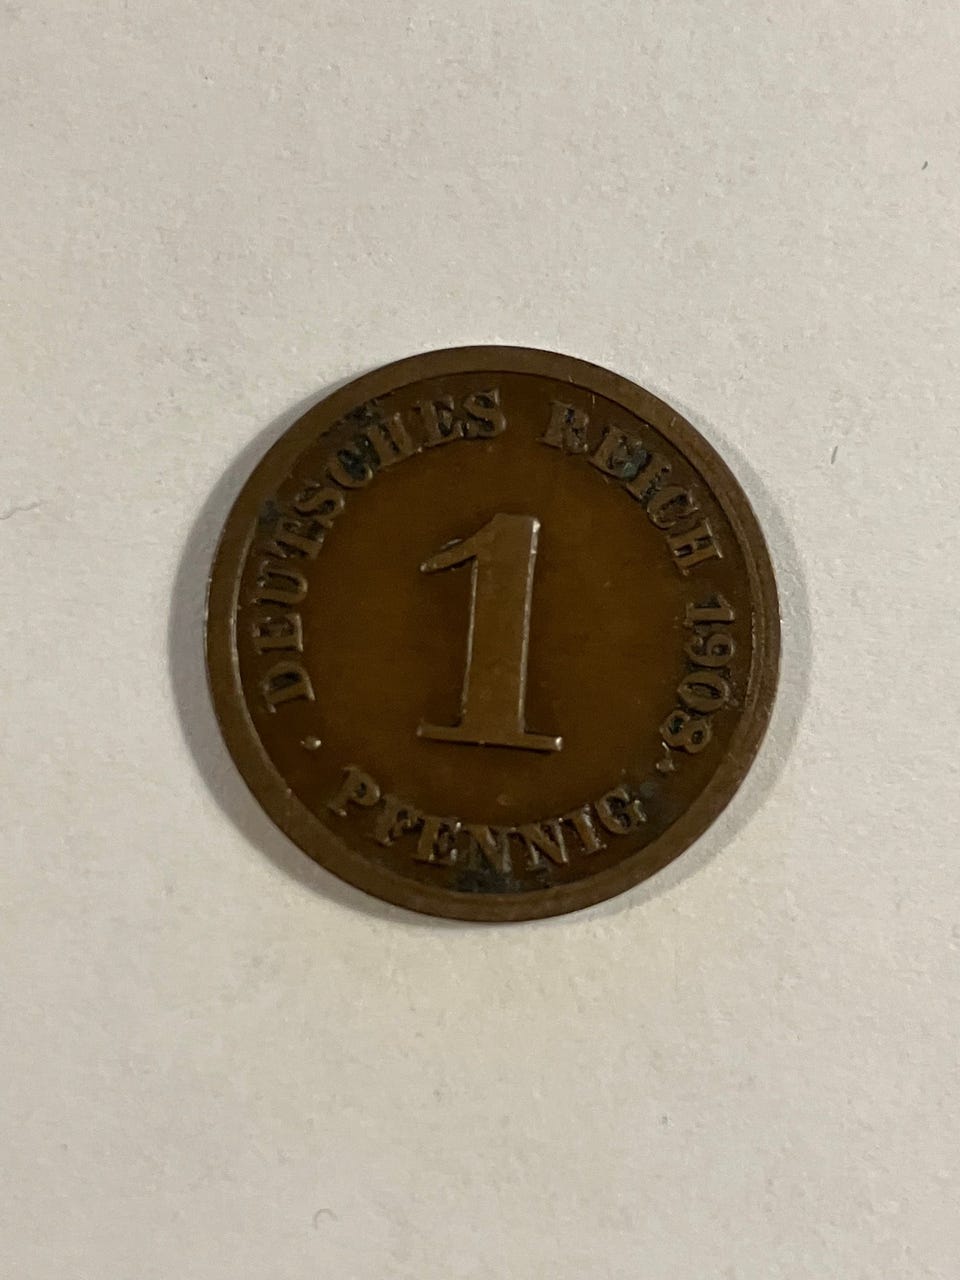 DEUTSCHES REICH 1908
1
· PFENNIG ·